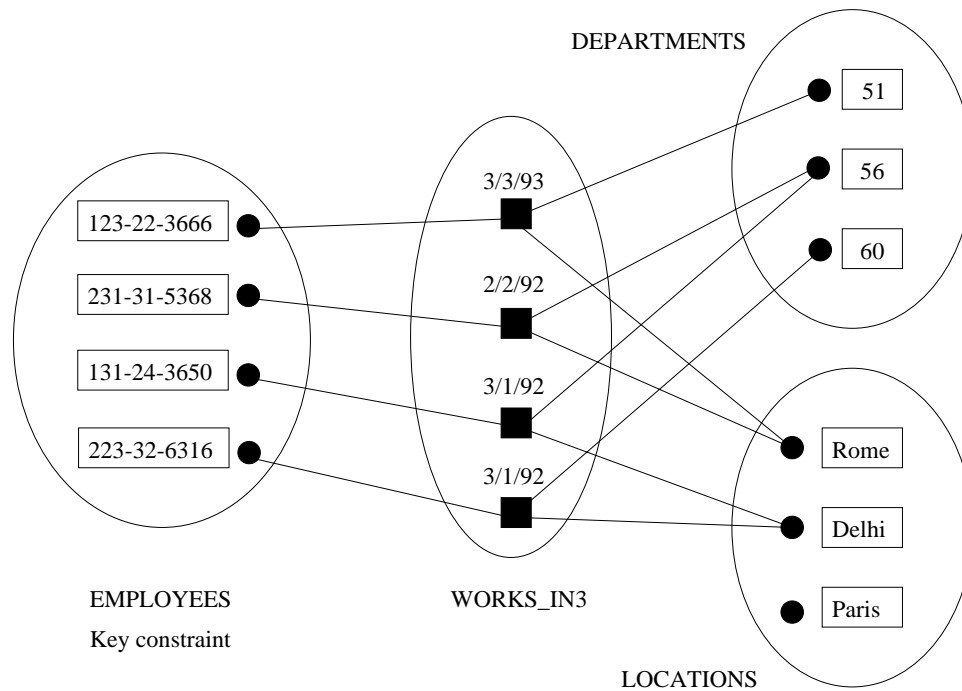 DEPARTMENTS
51
56
60
3/3/93
123-22-3666
2/2/92
231-31-5368
3/1/92
131-24-3650
3/1/92
223-32-6316
Rome
Delhi
Paris
EMPLOYEES
Key constraint
WORKS_IN3
LOCATIONS